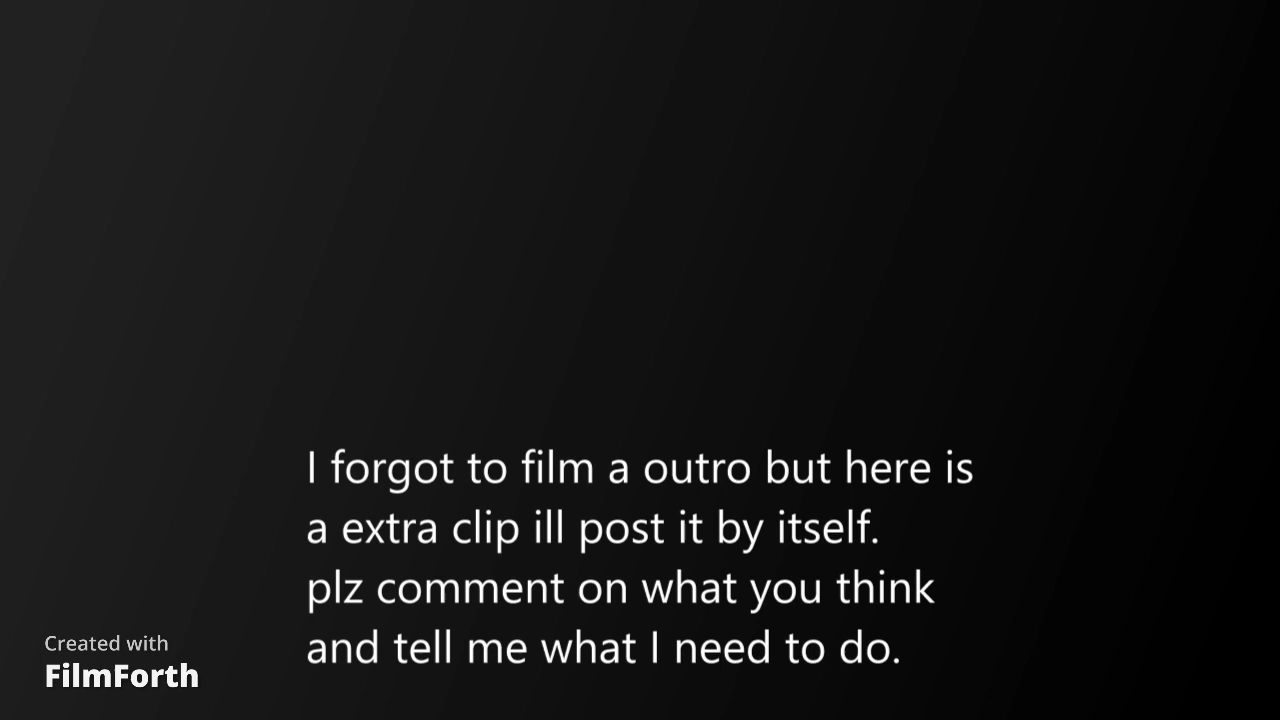 I forgot to film a outro but here is
a extra clip ill post it by itself.
plz comment on what you think
and tell me what I need to do.
Created with
FilmForth